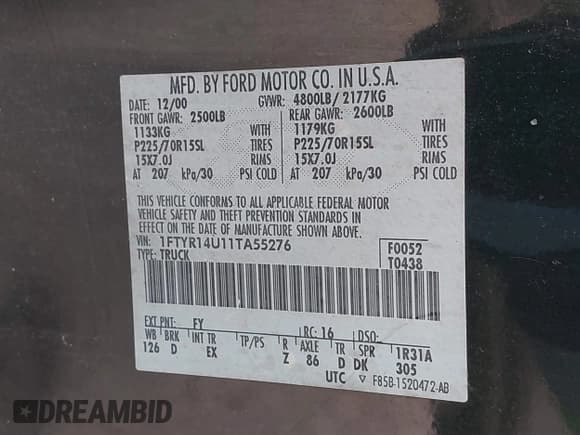 MFD. BY FORD MOTOR CO. IN U.S.A.
DATE: 12/00 GVWR: 4800LB/ 2177KG
FRONT GAWR: 2500LB REAR GAWR: 2600LB
1133KG WITH 1179KG WITH
P225/70R15SL TIRES P225/70R15SL TIRES
15X7.0J RIMS 15X7.0J RIMS
AT 207 kPa/30 PSI COLD AT 207 kPa/30 PSI COLD
THIS VEHICLE CONFORMS TO ALL APPLICABLE FEDERAL MOTOR
VEHICLE SAFETY AND THEFT PREVENTION STANDARDS IN
EFFECT ON THE DATE OF MANUFACTURE SHOWN ABOVE.
VIN: 1FTYR14U11TA55276 F0052
TYPE: TRUCK T0438
EXT PNT: FY RC: 16 DSO:
WB BRK INT TR TP/PS R AXLE TR SPR 1R31A
126 D EX Z 86 D DK 305
UTC ▽ F85B-1520472-AB
DREAMBID